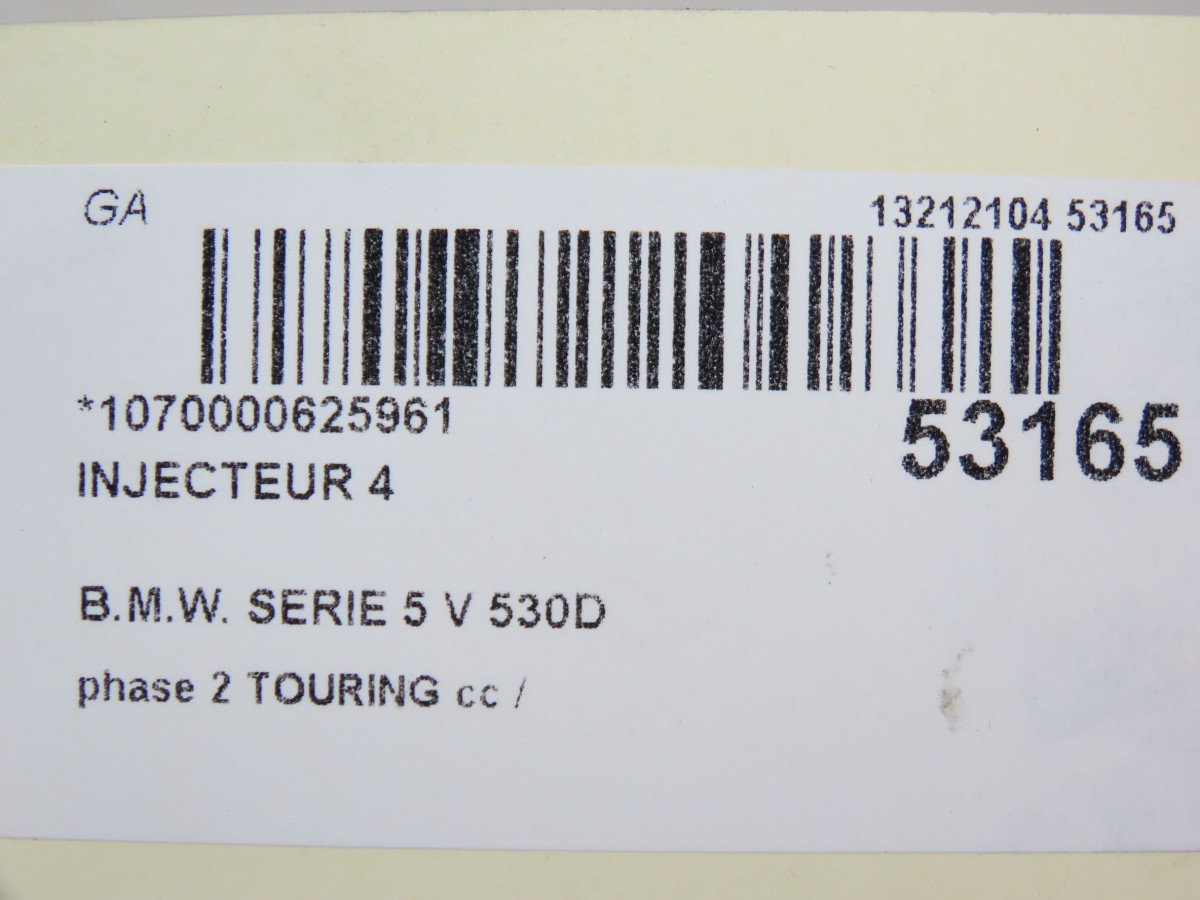 GA
13212104 53165
*1070000625961
53165
INJECTEUR 4
B.M.W. SERIE 5 V 530D
phase 2 TOURING cc /